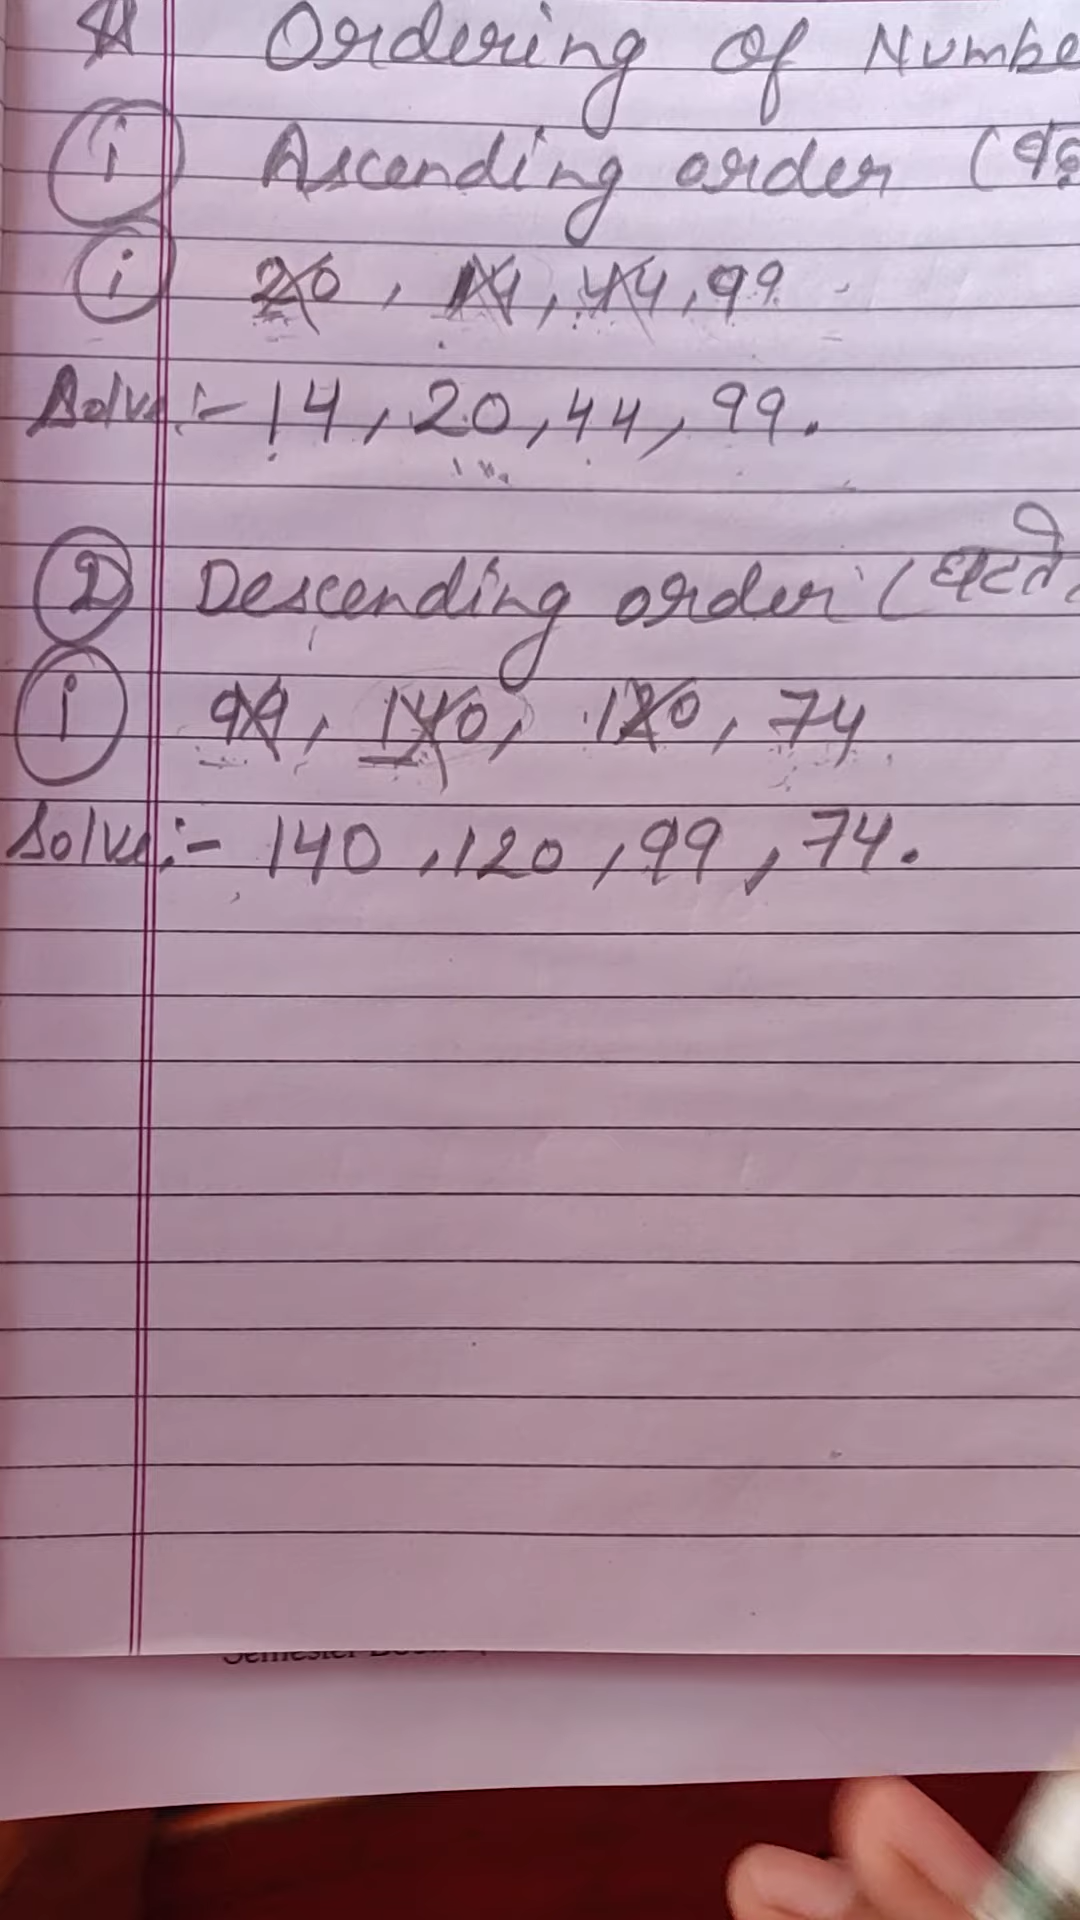 Ordering of Numbe
i Ascending order (
i 20, 14, 44, 99
Solve:- 14, 20, 44, 99.
2 Descending order (घटते
i 99, 140, 120, 74
Solve:- 140, 120, 99, 74.